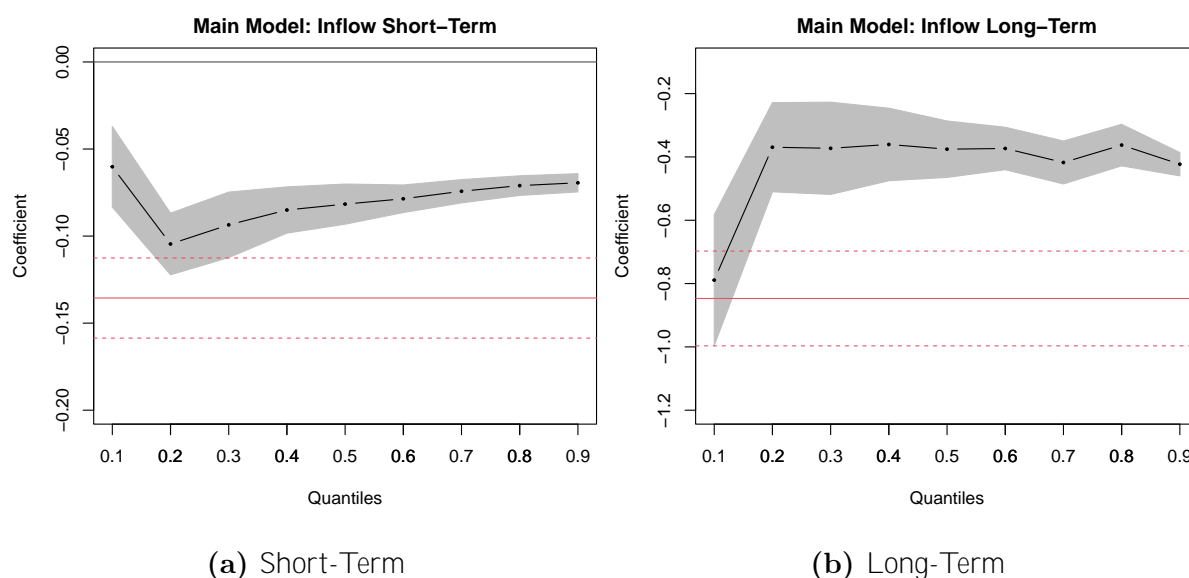 Main Model: Inflow Short−Term
Coefficient
0.00
−0.05
−0.10
−0.15
−0.20
0.1 0.2 0.3 0.4 0.5 0.6 0.7 0.8 0.9
Quantiles
(a) Short-Term
Main Model: Inflow Long−Term
Coefficient
−0.2
−0.4
−0.6
−0.8
−1.0
−1.2
0.1 0.2 0.3 0.4 0.5 0.6 0.7 0.8 0.9
Quantiles
(b) Long-Term